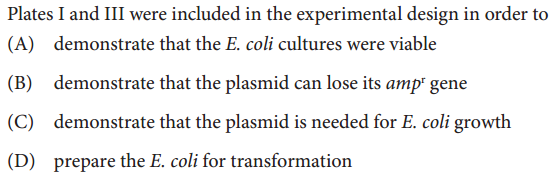 Plates I and III were included in the experimental design in order to
(A) demonstrate that the E. coli cultures were viable
(B) demonstrate that the plasmid can lose its ampʳ gene
(C) demonstrate that the plasmid is needed for E. coli growth
(D) prepare the E. coli for transformation